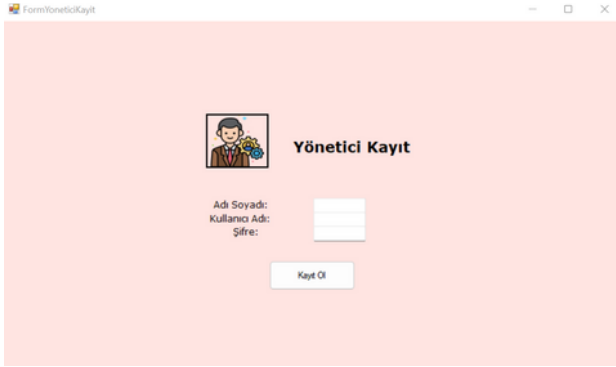 FormYoneticiKayit
Yönetici Kayıt
Adı Soyadı:
Kullanıcı Adı:
Şifre:
Kayıt Ol